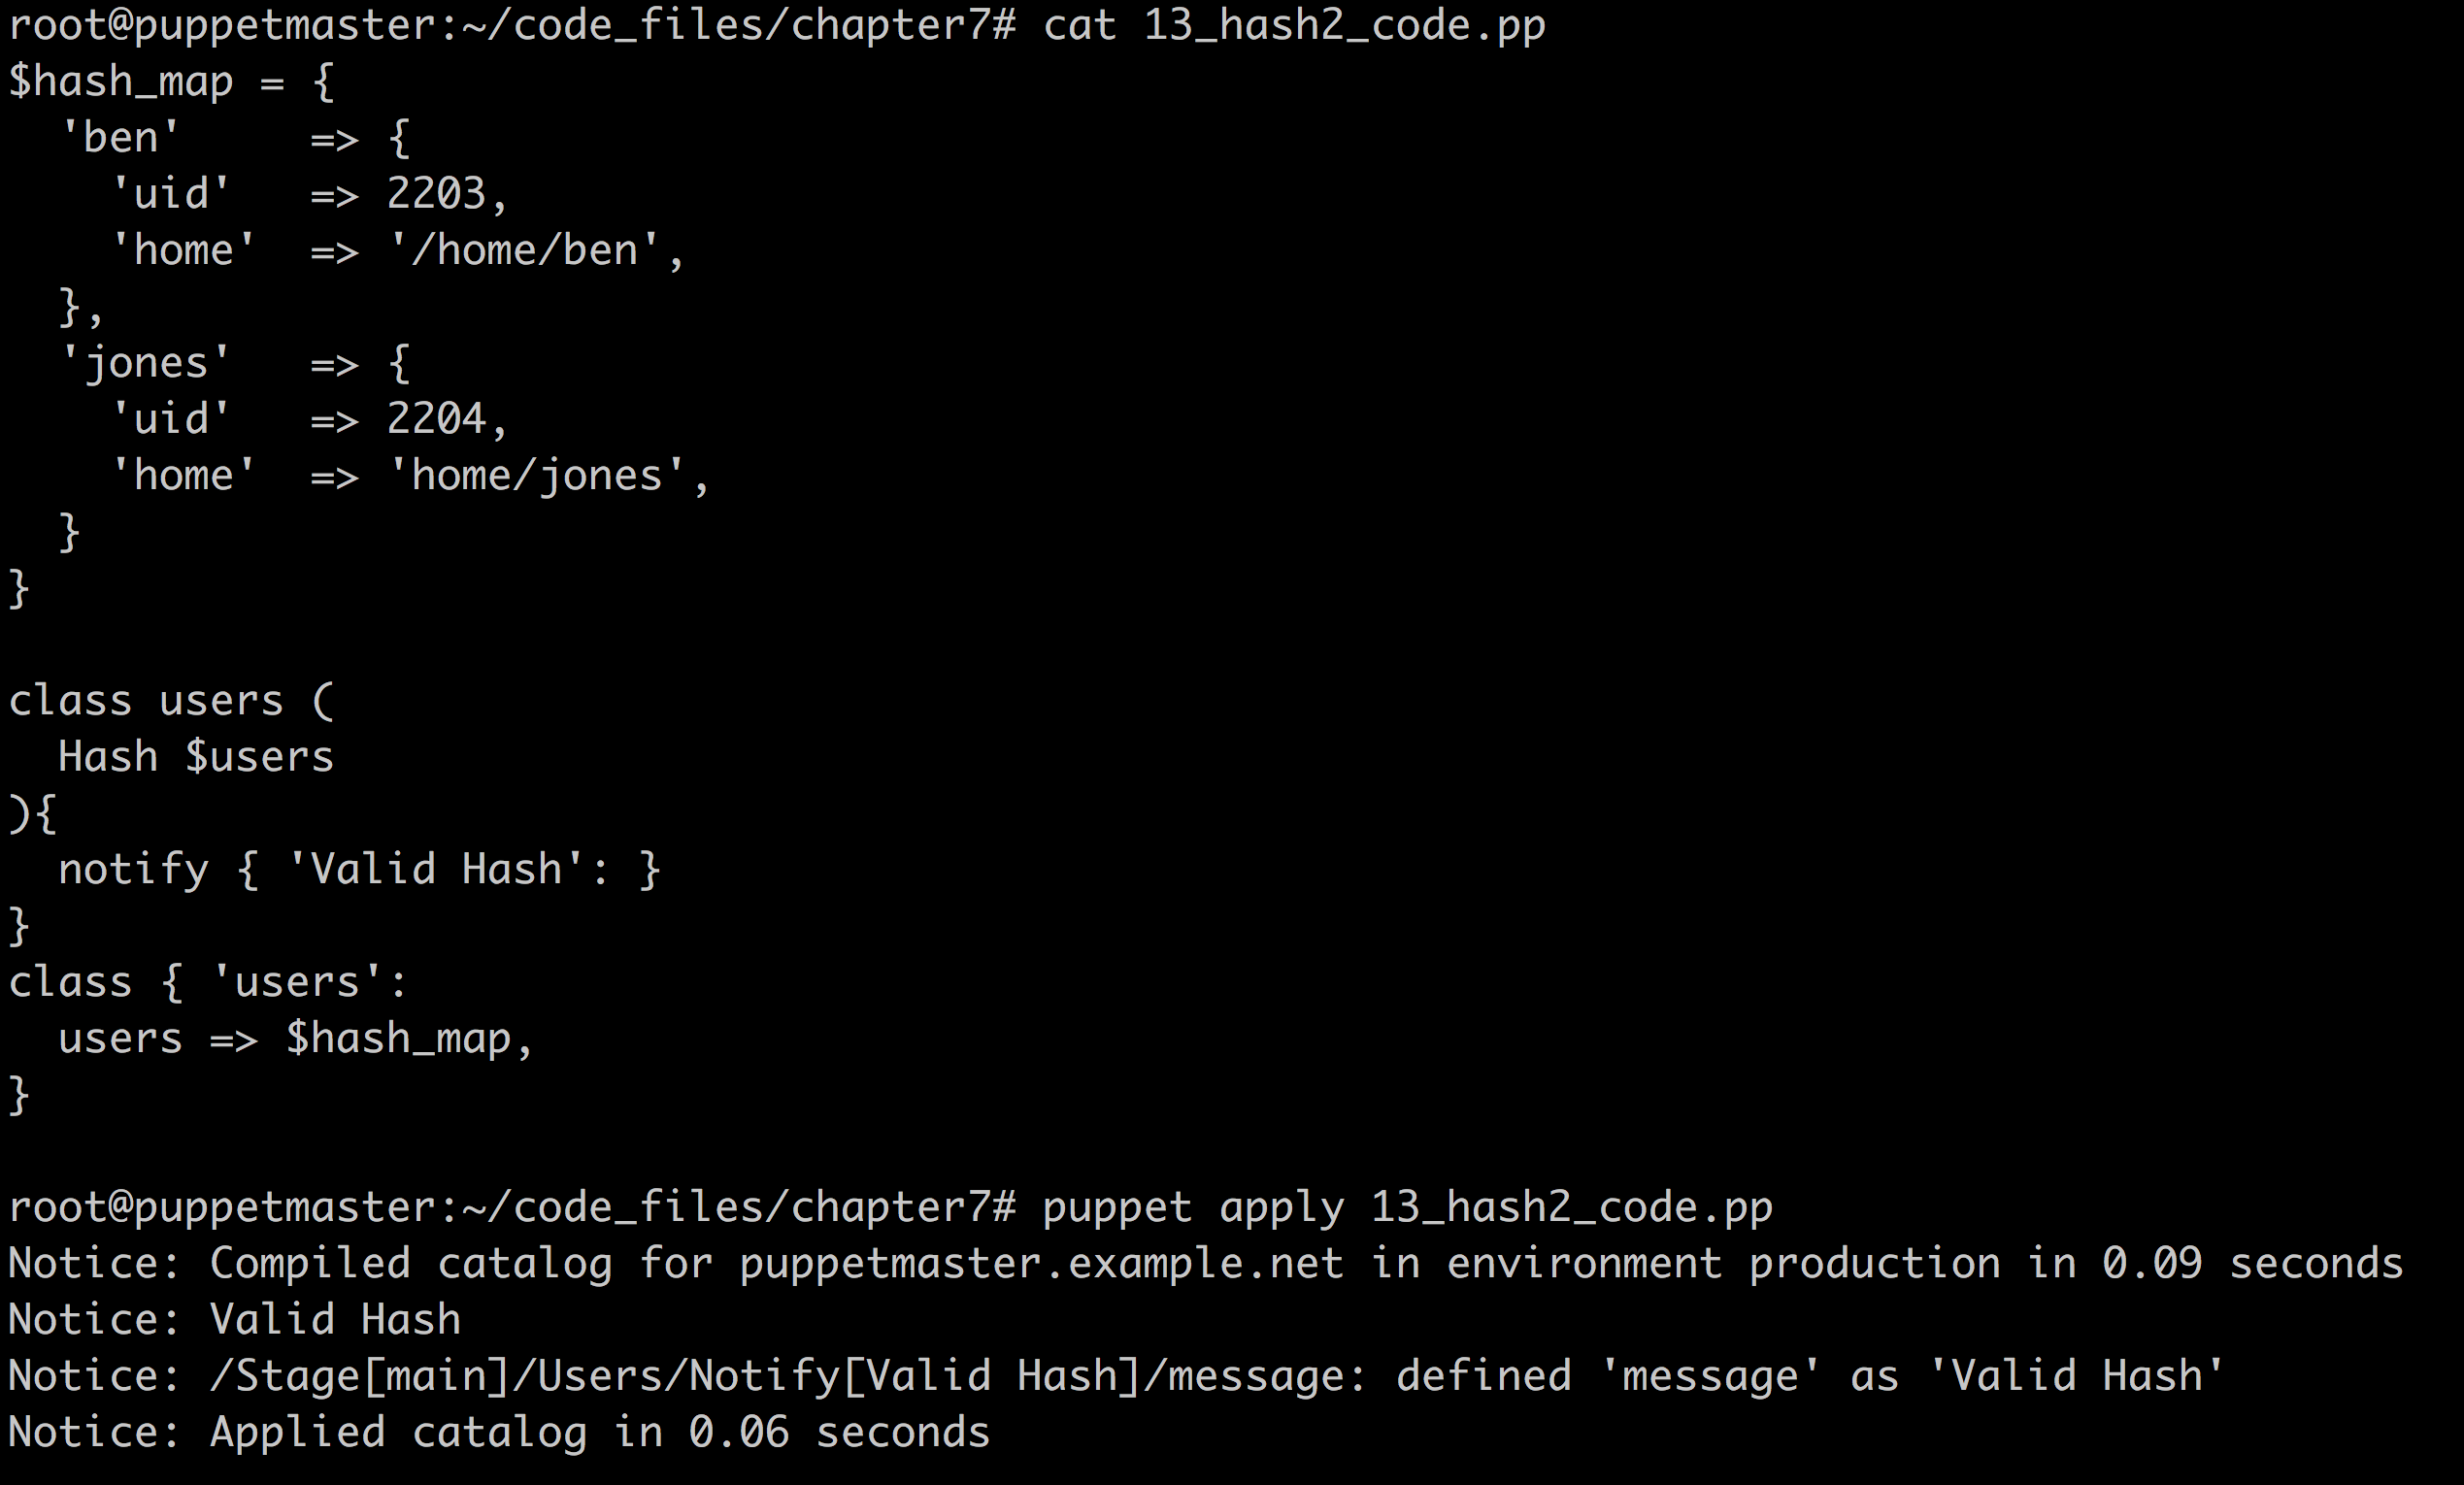 root@puppetmaster:~/code_files/chapter7# cat 13_hash2_code.pp
$hash_map = {
  'ben'     => {
    'uid'   => 2203,
    'home'  => '/home/ben',
  },
  'jones'   => {
    'uid'   => 2204,
    'home'  => 'home/jones',
  }
}

class users (
  Hash $users
){
  notify { 'Valid Hash': }
}
class { 'users':
  users => $hash_map,
}

root@puppetmaster:~/code_files/chapter7# puppet apply 13_hash2_code.pp
Notice: Compiled catalog for puppetmaster.example.net in environment production in 0.09 seconds
Notice: Valid Hash
Notice: /Stage[main]/Users/Notify[Valid Hash]/message: defined 'message' as 'Valid Hash'
Notice: Applied catalog in 0.06 seconds